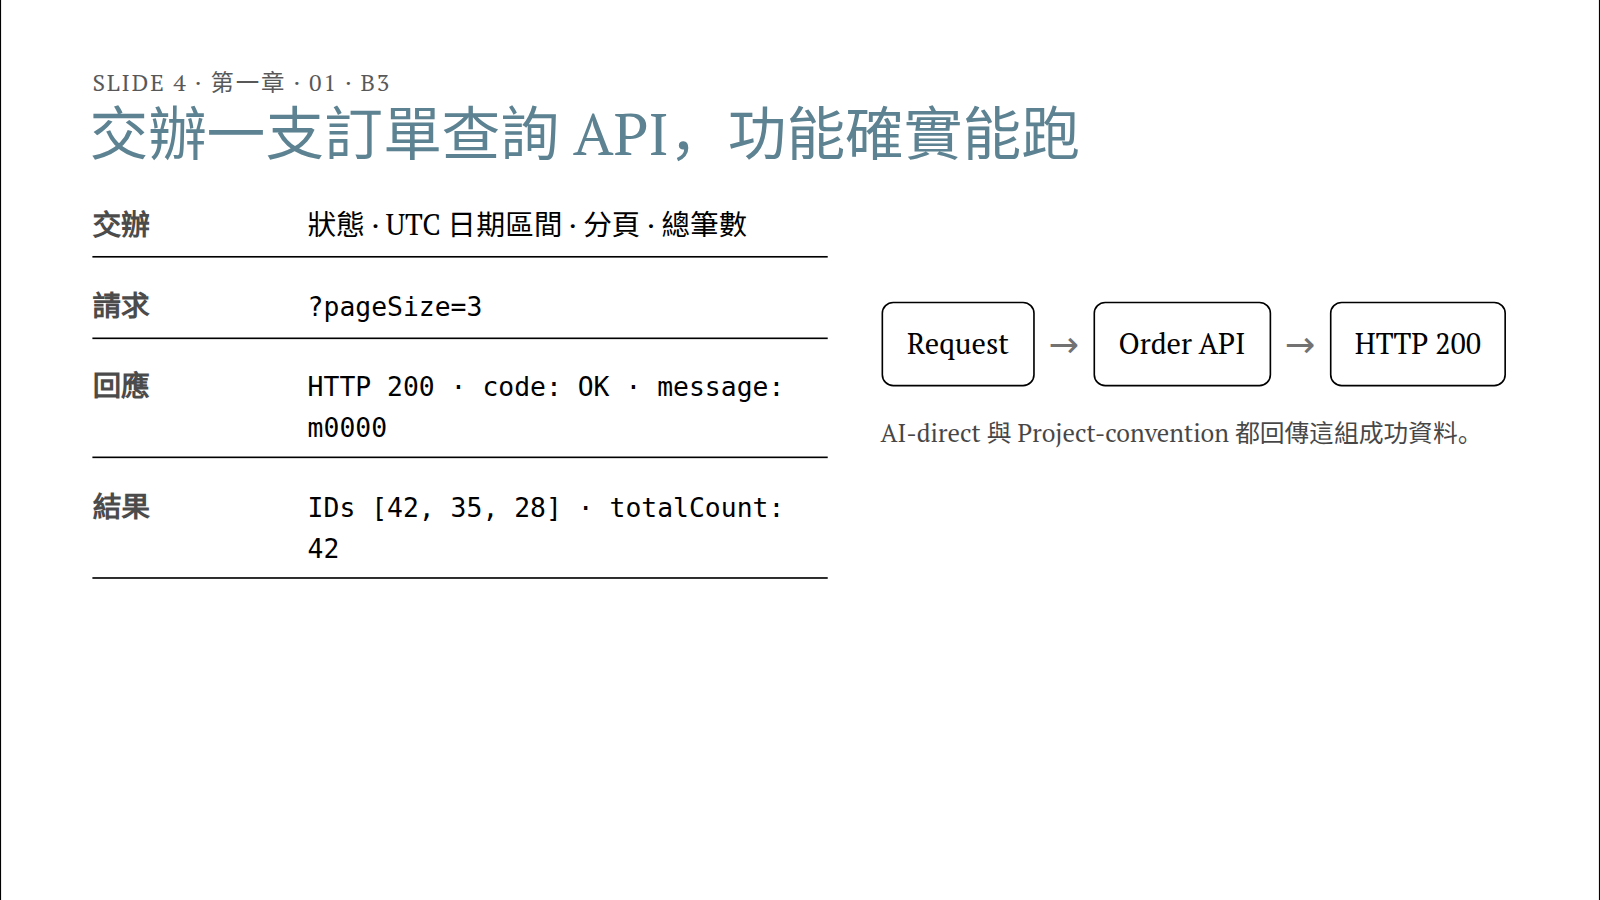 SLIDE 4 · 第一章 · 01 · B3
交辦一支訂單查詢 API，功能確實能跑
交辦 狀態 · UTC 日期區間 · 分頁 · 總筆數
請求 ?pageSize=3
回應 HTTP 200 · code: OK · message:
m0000
結果 IDs [42, 35, 28] · totalCount:
42
Request → Order API → HTTP 200
AI-direct 與 Project-convention 都回傳這組成功資料。